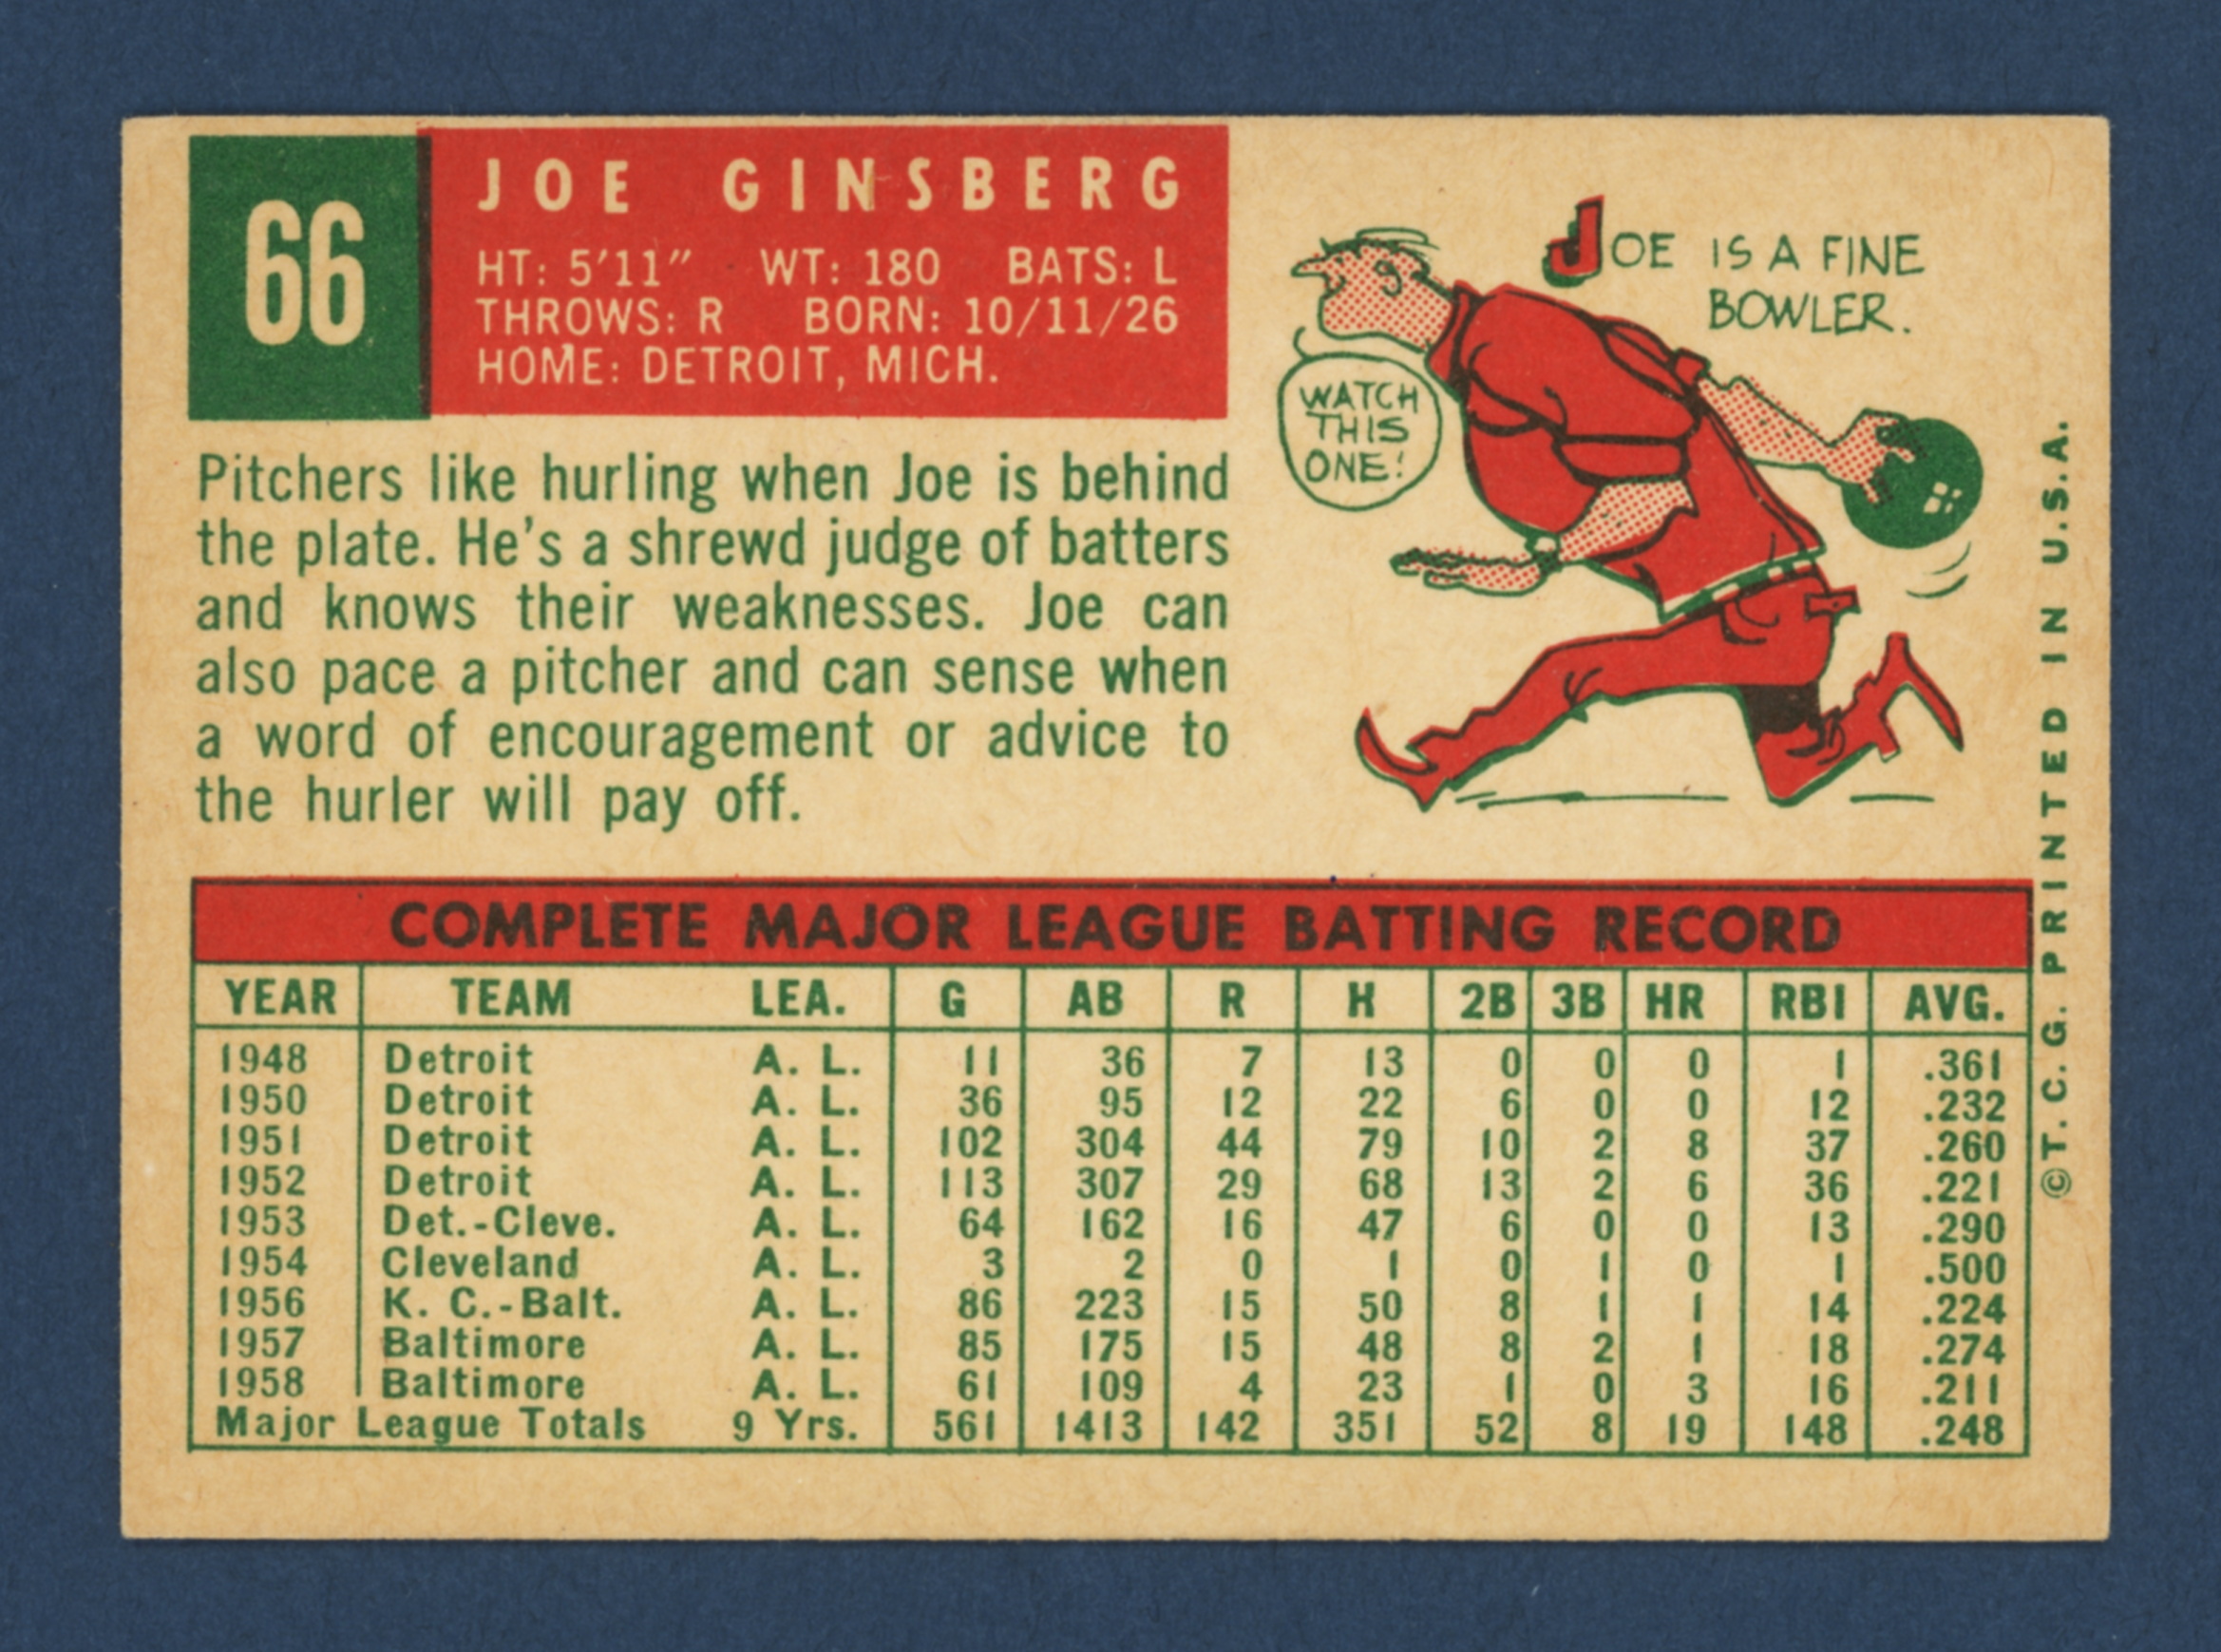 66
JOE GINSBERG
HT: 5'11" WT: 180 BATS: L
THROWS: R BORN: 10/11/26
HOME: DETROIT, MICH.
JOE IS A FINE
BOWLER.
WATCH
THIS
ONE!
Pitchers like hurling when Joe is behind
the plate. He's a shrewd judge of batters
and knows their weaknesses. Joe can
also pace a pitcher and can sense when
a word of encouragement or advice to
the hurler will pay off.
COMPLETE MAJOR LEAGUE BATTING RECORD
YEAR TEAM LEA. G AB R H 2B 3B HR RBI AVG.
1948 Detroit A. L. 11 36 7 13 0 0 0 1 .361
1950 Detroit A. L. 36 95 12 22 6 0 0 12 .232
1951 Detroit A. L. 102 304 44 79 10 2 8 37 .260
1952 Detroit A. L. 113 307 29 68 13 2 6 36 .221
1953 Det.-Cleve. A. L. 64 162 16 47 6 0 0 13 .290
1954 Cleveland A. L. 3 2 0 1 0 1 0 1 .500
1956 K. C.-Balt. A. L. 86 223 15 50 8 1 1 14 .224
1957 Baltimore A. L. 85 175 15 48 8 2 1 18 .274
1958 Baltimore A. L. 61 109 4 23 1 0 3 16 .211
Major League Totals 9 Yrs. 561 1413 142 351 52 8 19 148 .248
©T. C. G. PRINTED IN U.S.A.